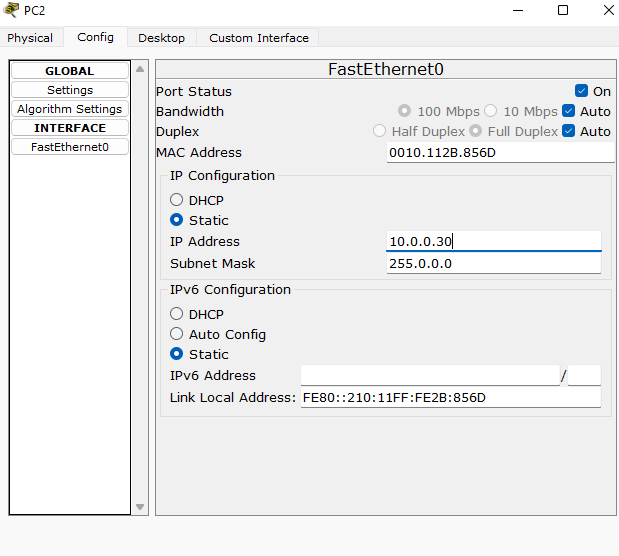 PC2
Physical Config Desktop Custom Interface
GLOBAL
Settings
Algorithm Settings
INTERFACE
FastEthernet0
FastEthernet0
Port Status On
Bandwidth 100 Mbps 10 Mbps Auto
Duplex Half Duplex Full Duplex Auto
MAC Address 0010.112B.856D
IP Configuration
DHCP
Static
IP Address 10.0.0.30
Subnet Mask 255.0.0.0
IPv6 Configuration
DHCP
Auto Config
Static
IPv6 Address /
Link Local Address: FE80::210:11FF:FE2B:856D